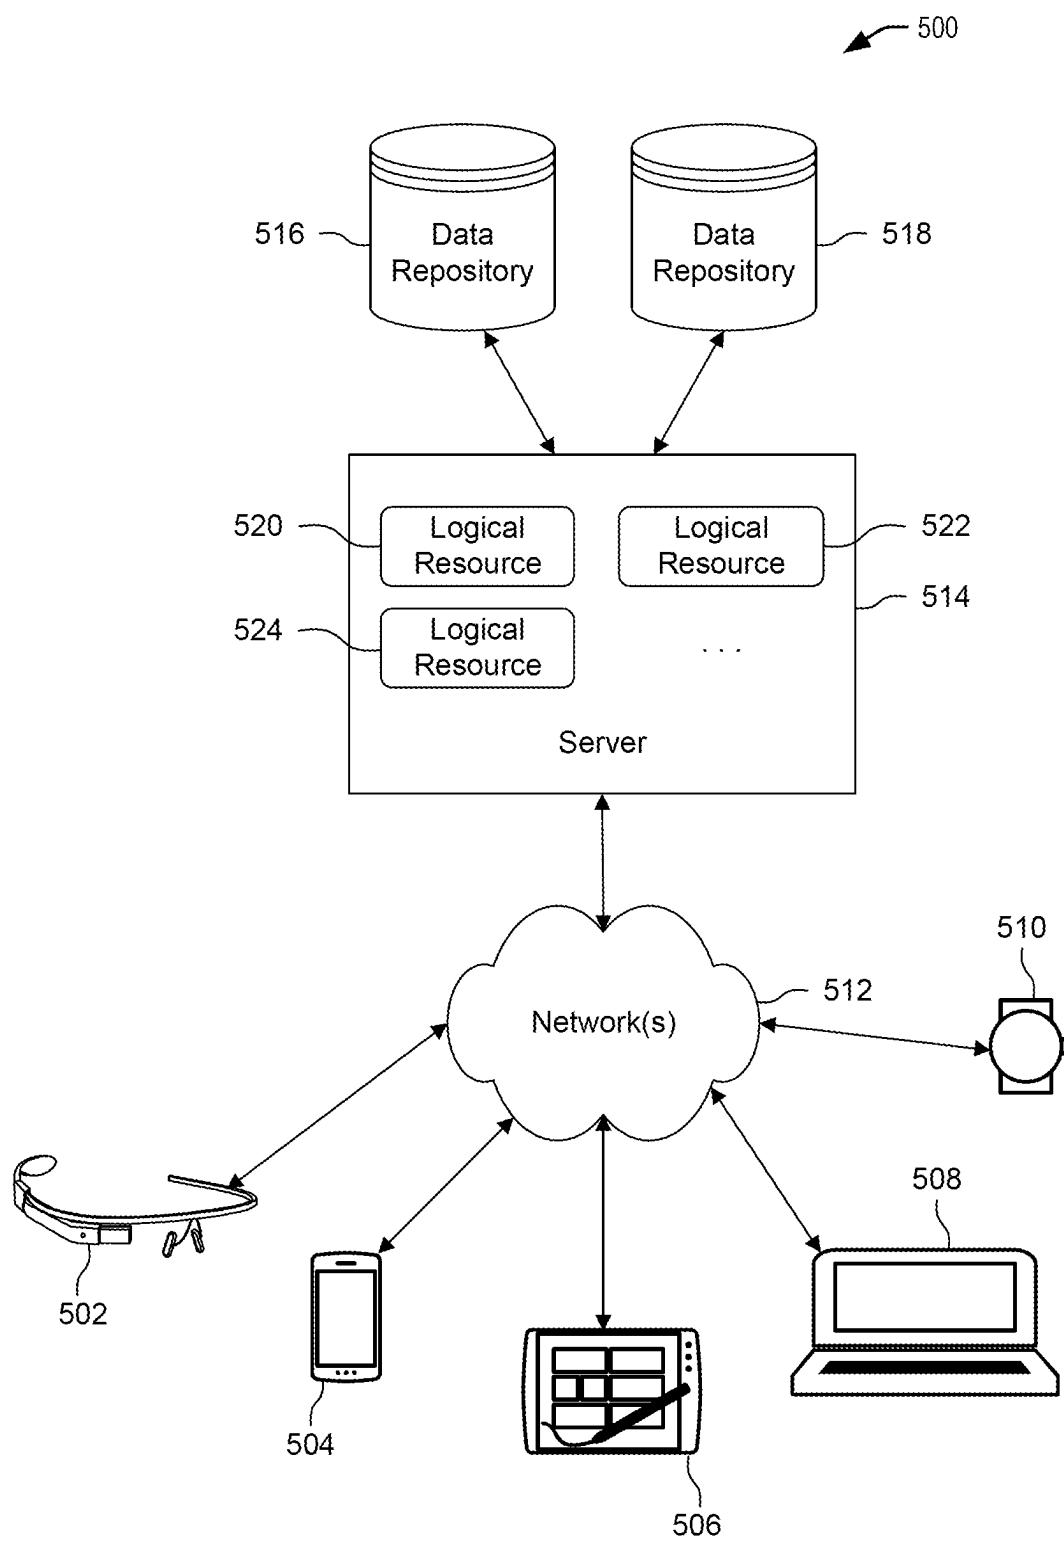 500
516
Data
Repository
Data
Repository
518
520
Logical
Resource
Logical
Resource
522
514
524
Logical
Resource
. . .
Server
510
512
Network(s)
508
502
504
506